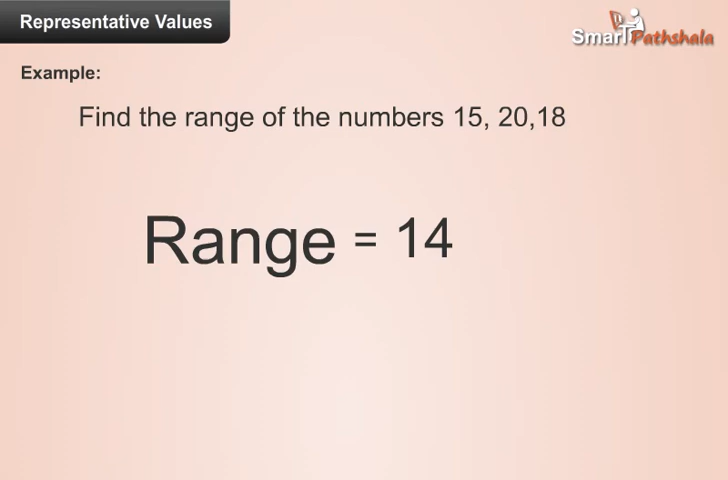 Representative Values
SmarTPathshala
Example:
Find the range of the numbers 15, 20,18
Range = 14